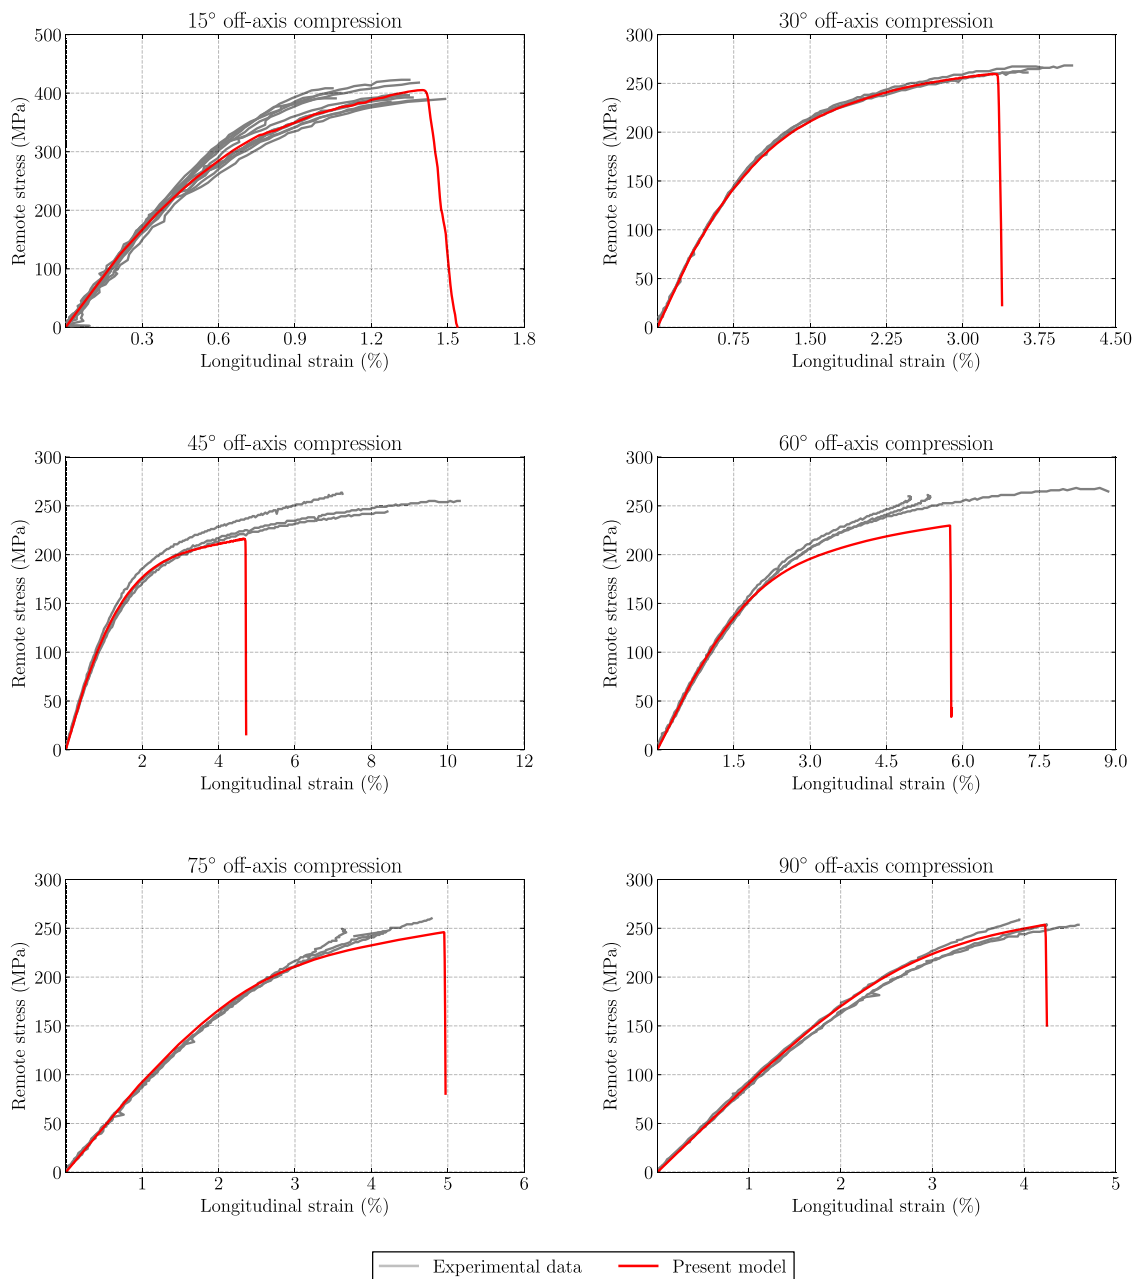 15° off-axis compression
Remote stress (MPa)
500
400
300
200
100
0
0.3 0.6 0.9 1.2 1.5 1.8
Longitudinal strain (%)
30° off-axis compression
Remote stress (MPa)
300
250
200
150
100
50
0
0.75 1.50 2.25 3.00 3.75 4.50
Longitudinal strain (%)
45° off-axis compression
Remote stress (MPa)
300
250
200
150
100
50
0
2 4 6 8 10 12
Longitudinal strain (%)
60° off-axis compression
Remote stress (MPa)
300
250
200
150
100
50
0
1.5 3.0 4.5 6.0 7.5 9.0
Longitudinal strain (%)
75° off-axis compression
Remote stress (MPa)
300
250
200
150
100
50
0
1 2 3 4 5 6
Longitudinal strain (%)
90° off-axis compression
Remote stress (MPa)
300
250
200
150
100
50
0
1 2 3 4 5
Longitudinal strain (%)
Experimental data Present model